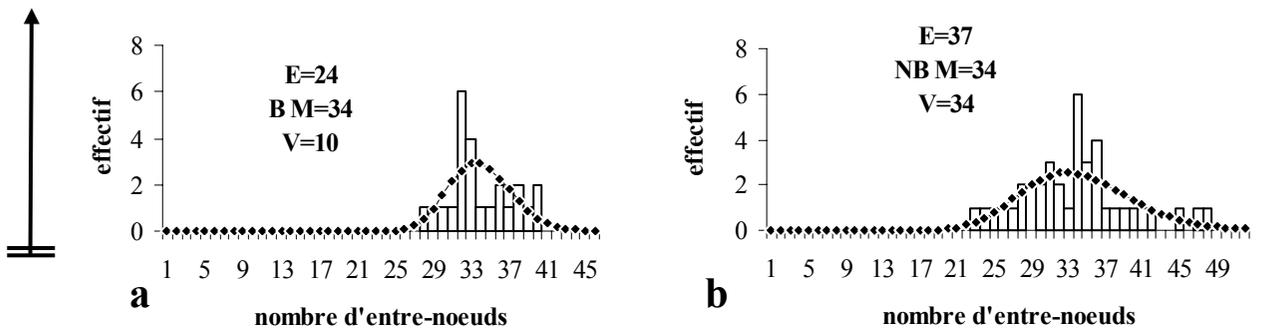 8
6
4
2
0
effectif
E=24
B M=34
V=10
1 5 9 13 17 21 25 29 33 37 41 45
a
nombre d'entre-noeuds
8
6
4
2
0
effectif
E=37
NB M=34
V=34
1 5 9 13 17 21 25 29 33 37 41 45 49
b
nombre d'entre-noeuds